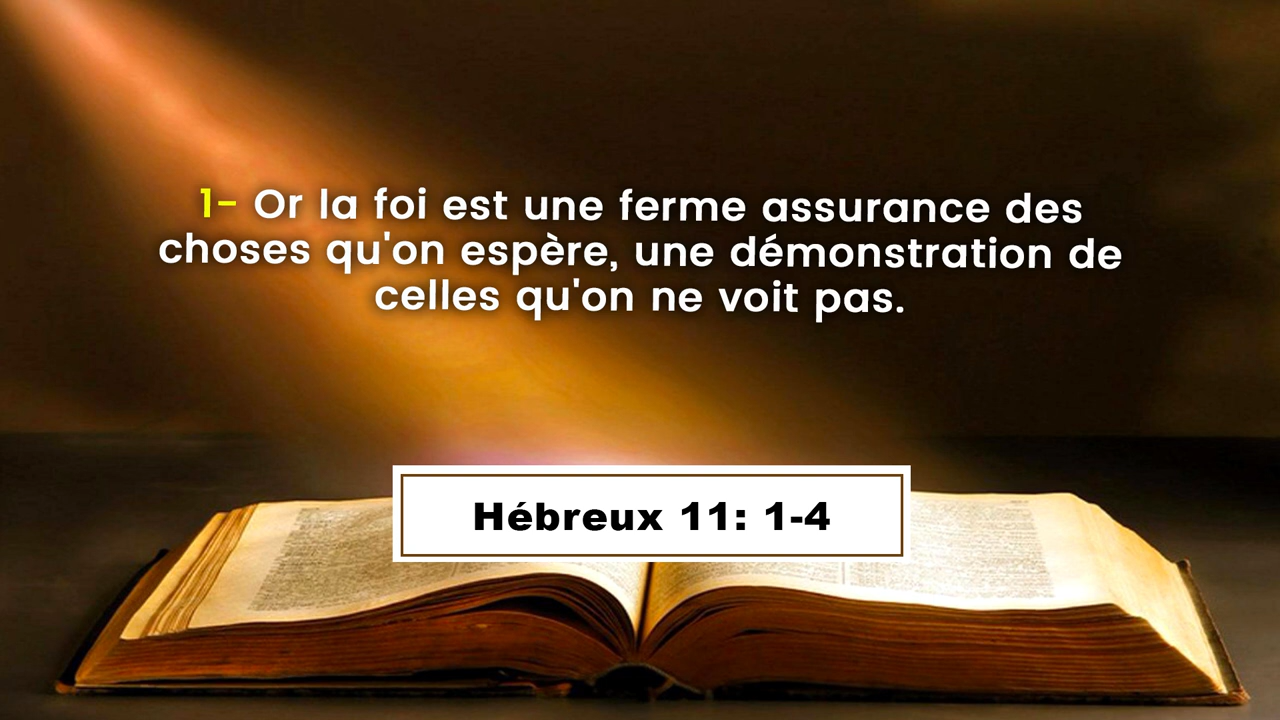 1- Or la foi est une ferme assurance des
choses qu'on espère, une démonstration de
celles qu'on ne voit pas.
Hébreux 11: 1-4